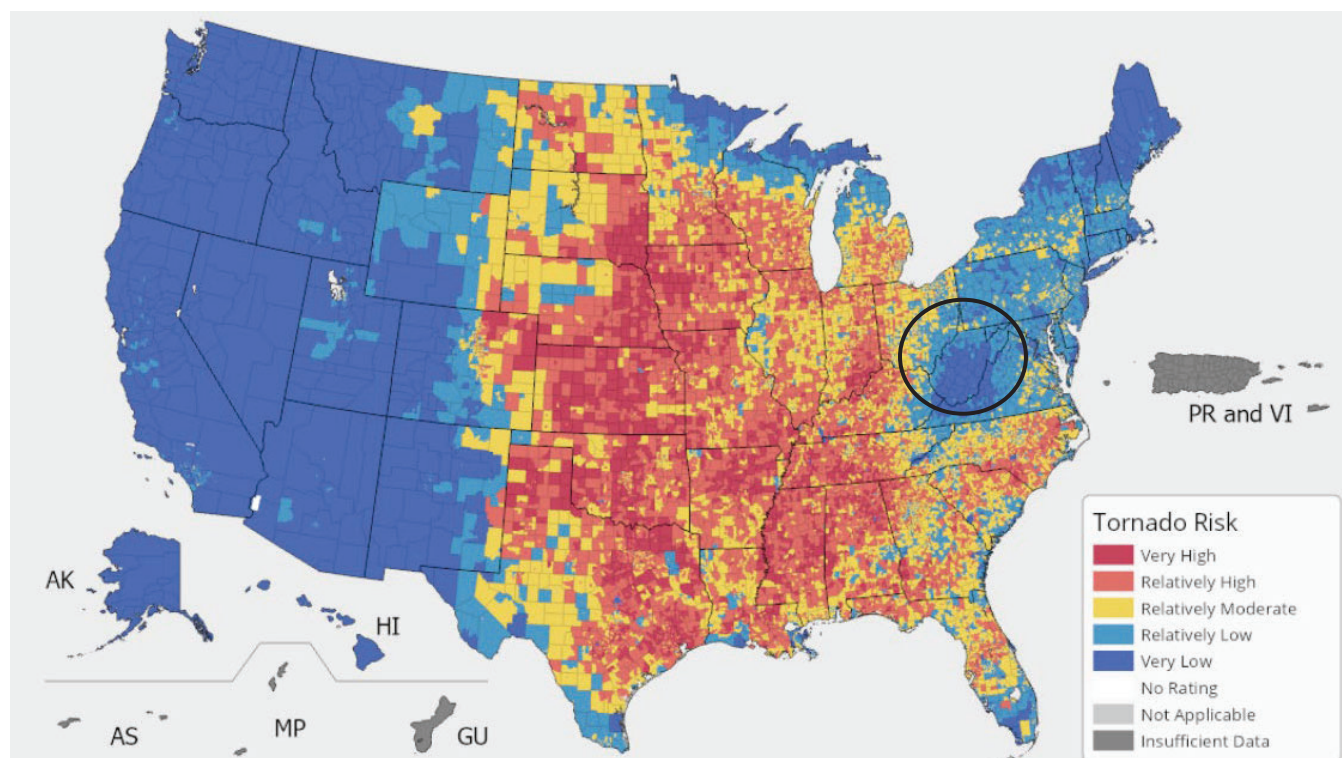 PR and VI
AK
HI
AS
MP
GU
Tornado Risk
Very High
Relatively High
Relatively Moderate
Relatively Low
Very Low
No Rating
Not Applicable
Insufficient Data